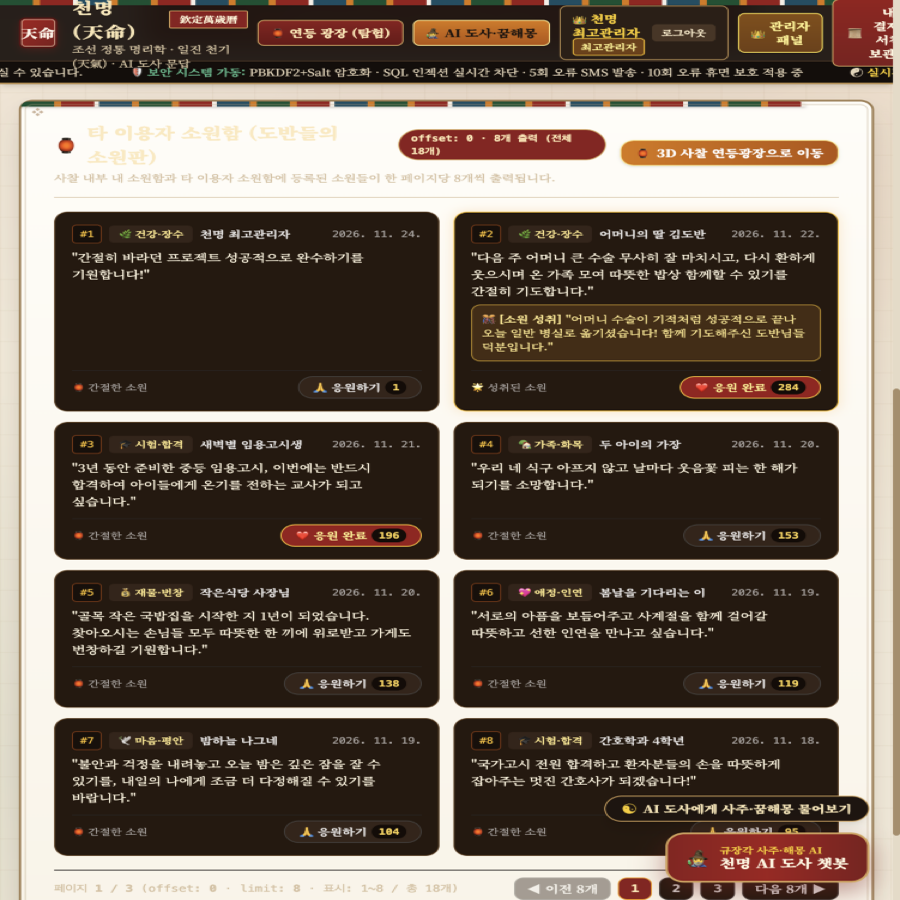 天命
천명
(天命)
欽定萬歲曆
조선 정통 명리학 · 일진 천기
(天氣) · AI 도사 문답
연등 광장 (탐험)
AI 도사·꿈해몽
천명
최고관리자
최고관리자
로그아웃
관리자
패널
내
결제
서고
보관
실 수 있습니다.
보안 시스템 가동: PBKDF2+Salt 암호화 · SQL 인젝션 실시간 차단 · 5회 오류 SMS 발송 · 10회 오류 휴면 보호 적용 중
실시
타 이용자 소원함 (도반들의
소원판)
offset: 0 · 8개 출력 (전체
18개)
3D 사찰 연등광장으로 이동
사찰 내부 내 소원함과 타 이용자 소원함에 등록된 소원들이 한 페이지당 8개씩 출력됩니다.
#1 건강·장수 천명 최고관리자 2026. 11. 24.
"간절히 바라던 프로젝트 성공적으로 완수하기를
기원합니다!"
간절한 소원 응원하기 1
#2 건강·장수 어머니의 딸 김도반 2026. 11. 22.
"다음 주 어머니 큰 수술 무사히 잘 마치시고, 다시 환하게
웃으시며 온 가족 모여 따뜻한 밥상 함께할 수 있기를
간절히 기도합니다."
[소원 성취] "어머니 수술이 기적처럼 성공적으로 끝나
오늘 일반 병실로 옮기셨습니다! 함께 기도해주신 도반님들
덕분입니다."
성취된 소원 응원 완료 284
#3 시험·합격 새벽별 임용고시생 2026. 11. 21.
"3년 동안 준비한 중등 임용고시, 이번에는 반드시
합격하여 아이들에게 온기를 전하는 교사가 되고
싶습니다."
간절한 소원 응원 완료 196
#4 가족·화목 두 아이의 가장 2026. 11. 20.
"우리 네 식구 아프지 않고 날마다 웃음꽃 피는 한 해가
되기를 소망합니다."
간절한 소원 응원하기 153
#5 재물·번창 작은식당 사장님 2026. 11. 20.
"골목 작은 국밥집을 시작한 지 1년이 되었습니다.
찾아오시는 손님들 모두 따뜻한 한 끼에 위로받고 가게도
번창하길 기원합니다."
간절한 소원 응원하기 138
#6 애정·인연 봄날을 기다리는 이 2026. 11. 19.
"서로의 아픔을 보듬어주고 사계절을 함께 걸어갈
따뜻하고 선한 인연을 만나고 싶습니다."
간절한 소원 응원하기 119
#7 마음·평안 밤하늘 나그네 2026. 11. 19.
"불안과 걱정을 내려놓고 오늘 밤은 깊은 잠을 잘 수
있기를, 내일의 나에게 조금 더 다정해질 수 있기를
바랍니다."
간절한 소원 응원하기 104
#8 시험·합격 간호학과 4학년 2026. 11. 18.
"국가고시 전원 합격하고 환자분들의 손을 따뜻하게
잡아주는 멋진 간호사가 되겠습니다!"
간절한 소원 응원하기 95
AI 도사에게 사주·꿈해몽 물어보기
규장각 사주·해몽 AI
천명 AI 도사 챗봇
페이지 1 / 3 (offset: 0 · limit: 8 · 표시: 1~8 / 총 18개)
◀ 이전 8개 1 2 3 다음 8개 ▶